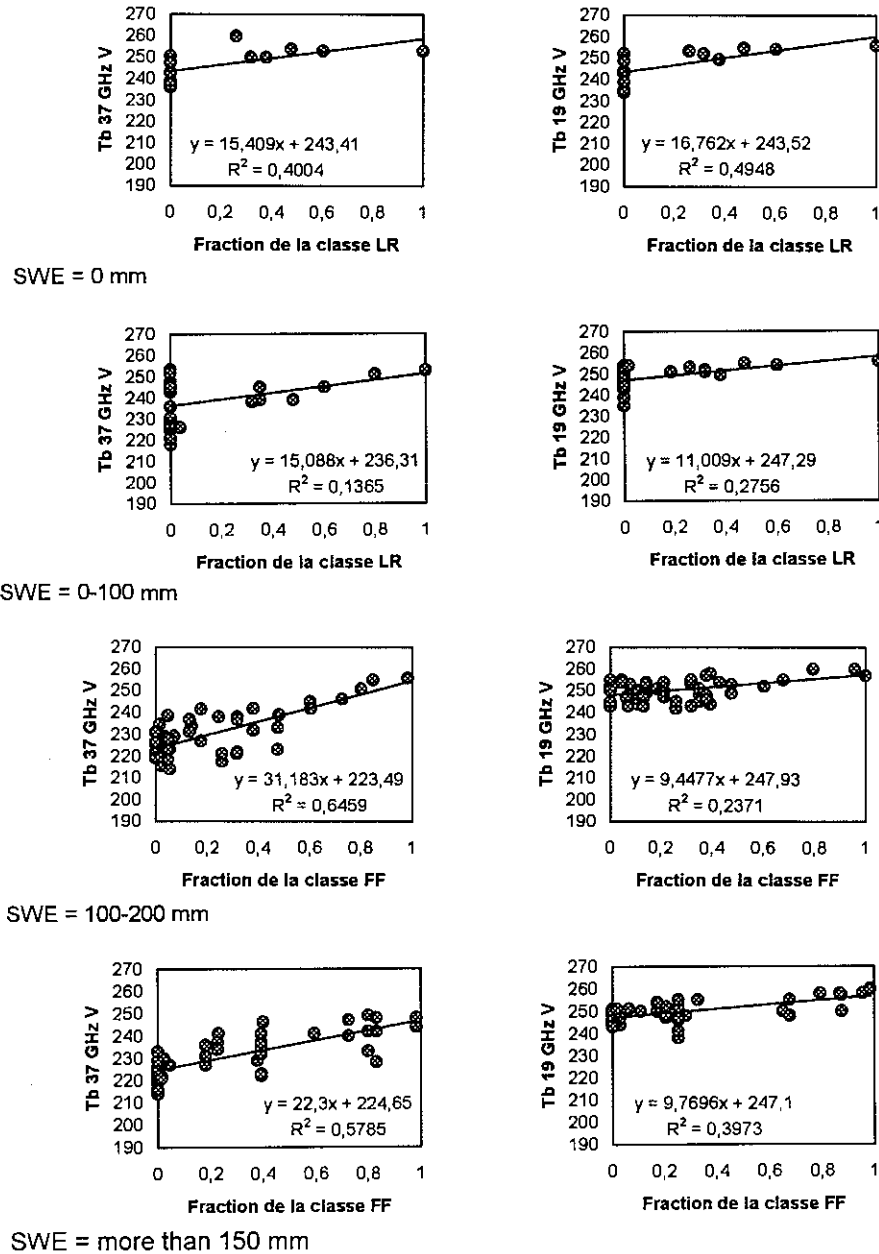 270
260
250
240
230
220
210
200
190
Tb 37 GHz V
y = 15,409x + 243,41
R² = 0,4004
0 0,2 0,4 0,6 0,8 1
Fraction de la classe LR
270
260
250
240
230
220
210
200
190
Tb 19 GHz V
y = 16,762x + 243,52
R² = 0,4948
0 0,2 0,4 0,6 0,8 1
Fraction de la classe LR
SWE = 0 mm
270
260
250
240
230
220
210
200
190
Tb 37 GHz V
y = 15,088x + 236,31
R² = 0,1365
0 0,2 0,4 0,6 0,8 1
Fraction de la classe LR
270
260
250
240
230
220
210
200
190
Tb 19 GHz V
y = 11,009x + 247,29
R² = 0,2756
0 0,2 0,4 0,6 0,8 1
Fraction de la classe LR
SWE = 0-100 mm
270
260
250
240
230
220
210
200
190
Tb 37 GHz V
y = 31,183x + 223,49
R² = 0,6459
0 0,2 0,4 0,6 0,8 1
Fraction de la classe FF
270
260
250
240
230
220
210
200
190
Tb 19 GHz V
y = 9,4477x + 247,93
R² = 0,2371
0 0,2 0,4 0,6 0,8 1
Fraction de la classe FF
SWE = 100-200 mm
270
260
250
240
230
220
210
200
190
Tb 37 GHz V
y = 22,3x + 224,65
R² = 0,5785
0 0,2 0,4 0,6 0,8 1
Fraction de la classe FF
270
260
250
240
230
220
210
200
190
Tb 19 GHz V
y = 9,7696x + 247,1
R² = 0,3973
0 0,2 0,4 0,6 0,8 1
Fraction de la classe FF
SWE = more than 150 mm